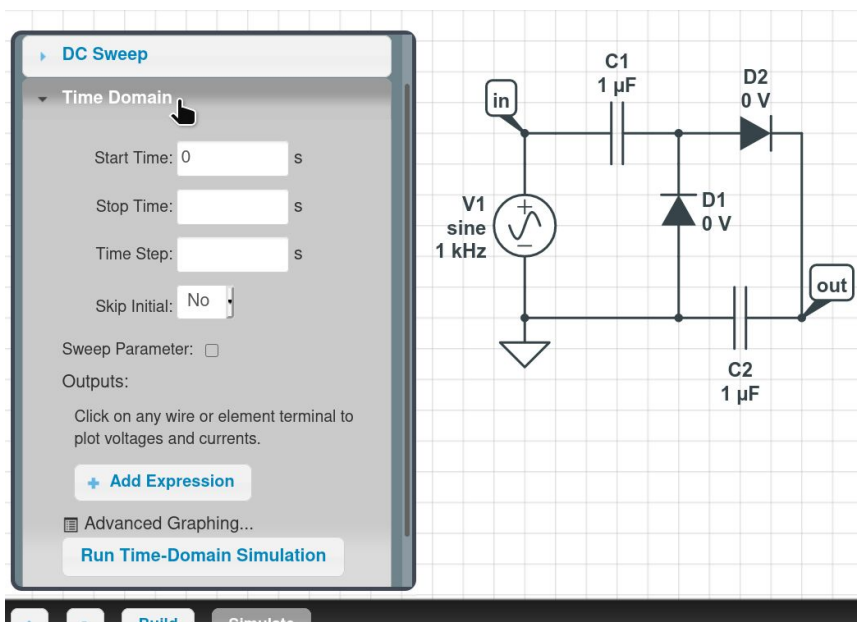 DC Sweep
Time Domain
Start Time: 0 s
Stop Time: s
Time Step: s
Skip Initial: No
Sweep Parameter:
Outputs:
Click on any wire or element terminal to
plot voltages and currents.
+ Add Expression
Advanced Graphing...
Run Time-Domain Simulation
Build
Simulate
in
C1
1 µF
D2
0 V
V1
sine
1 kHz
D1
0 V
out
C2
1 µF